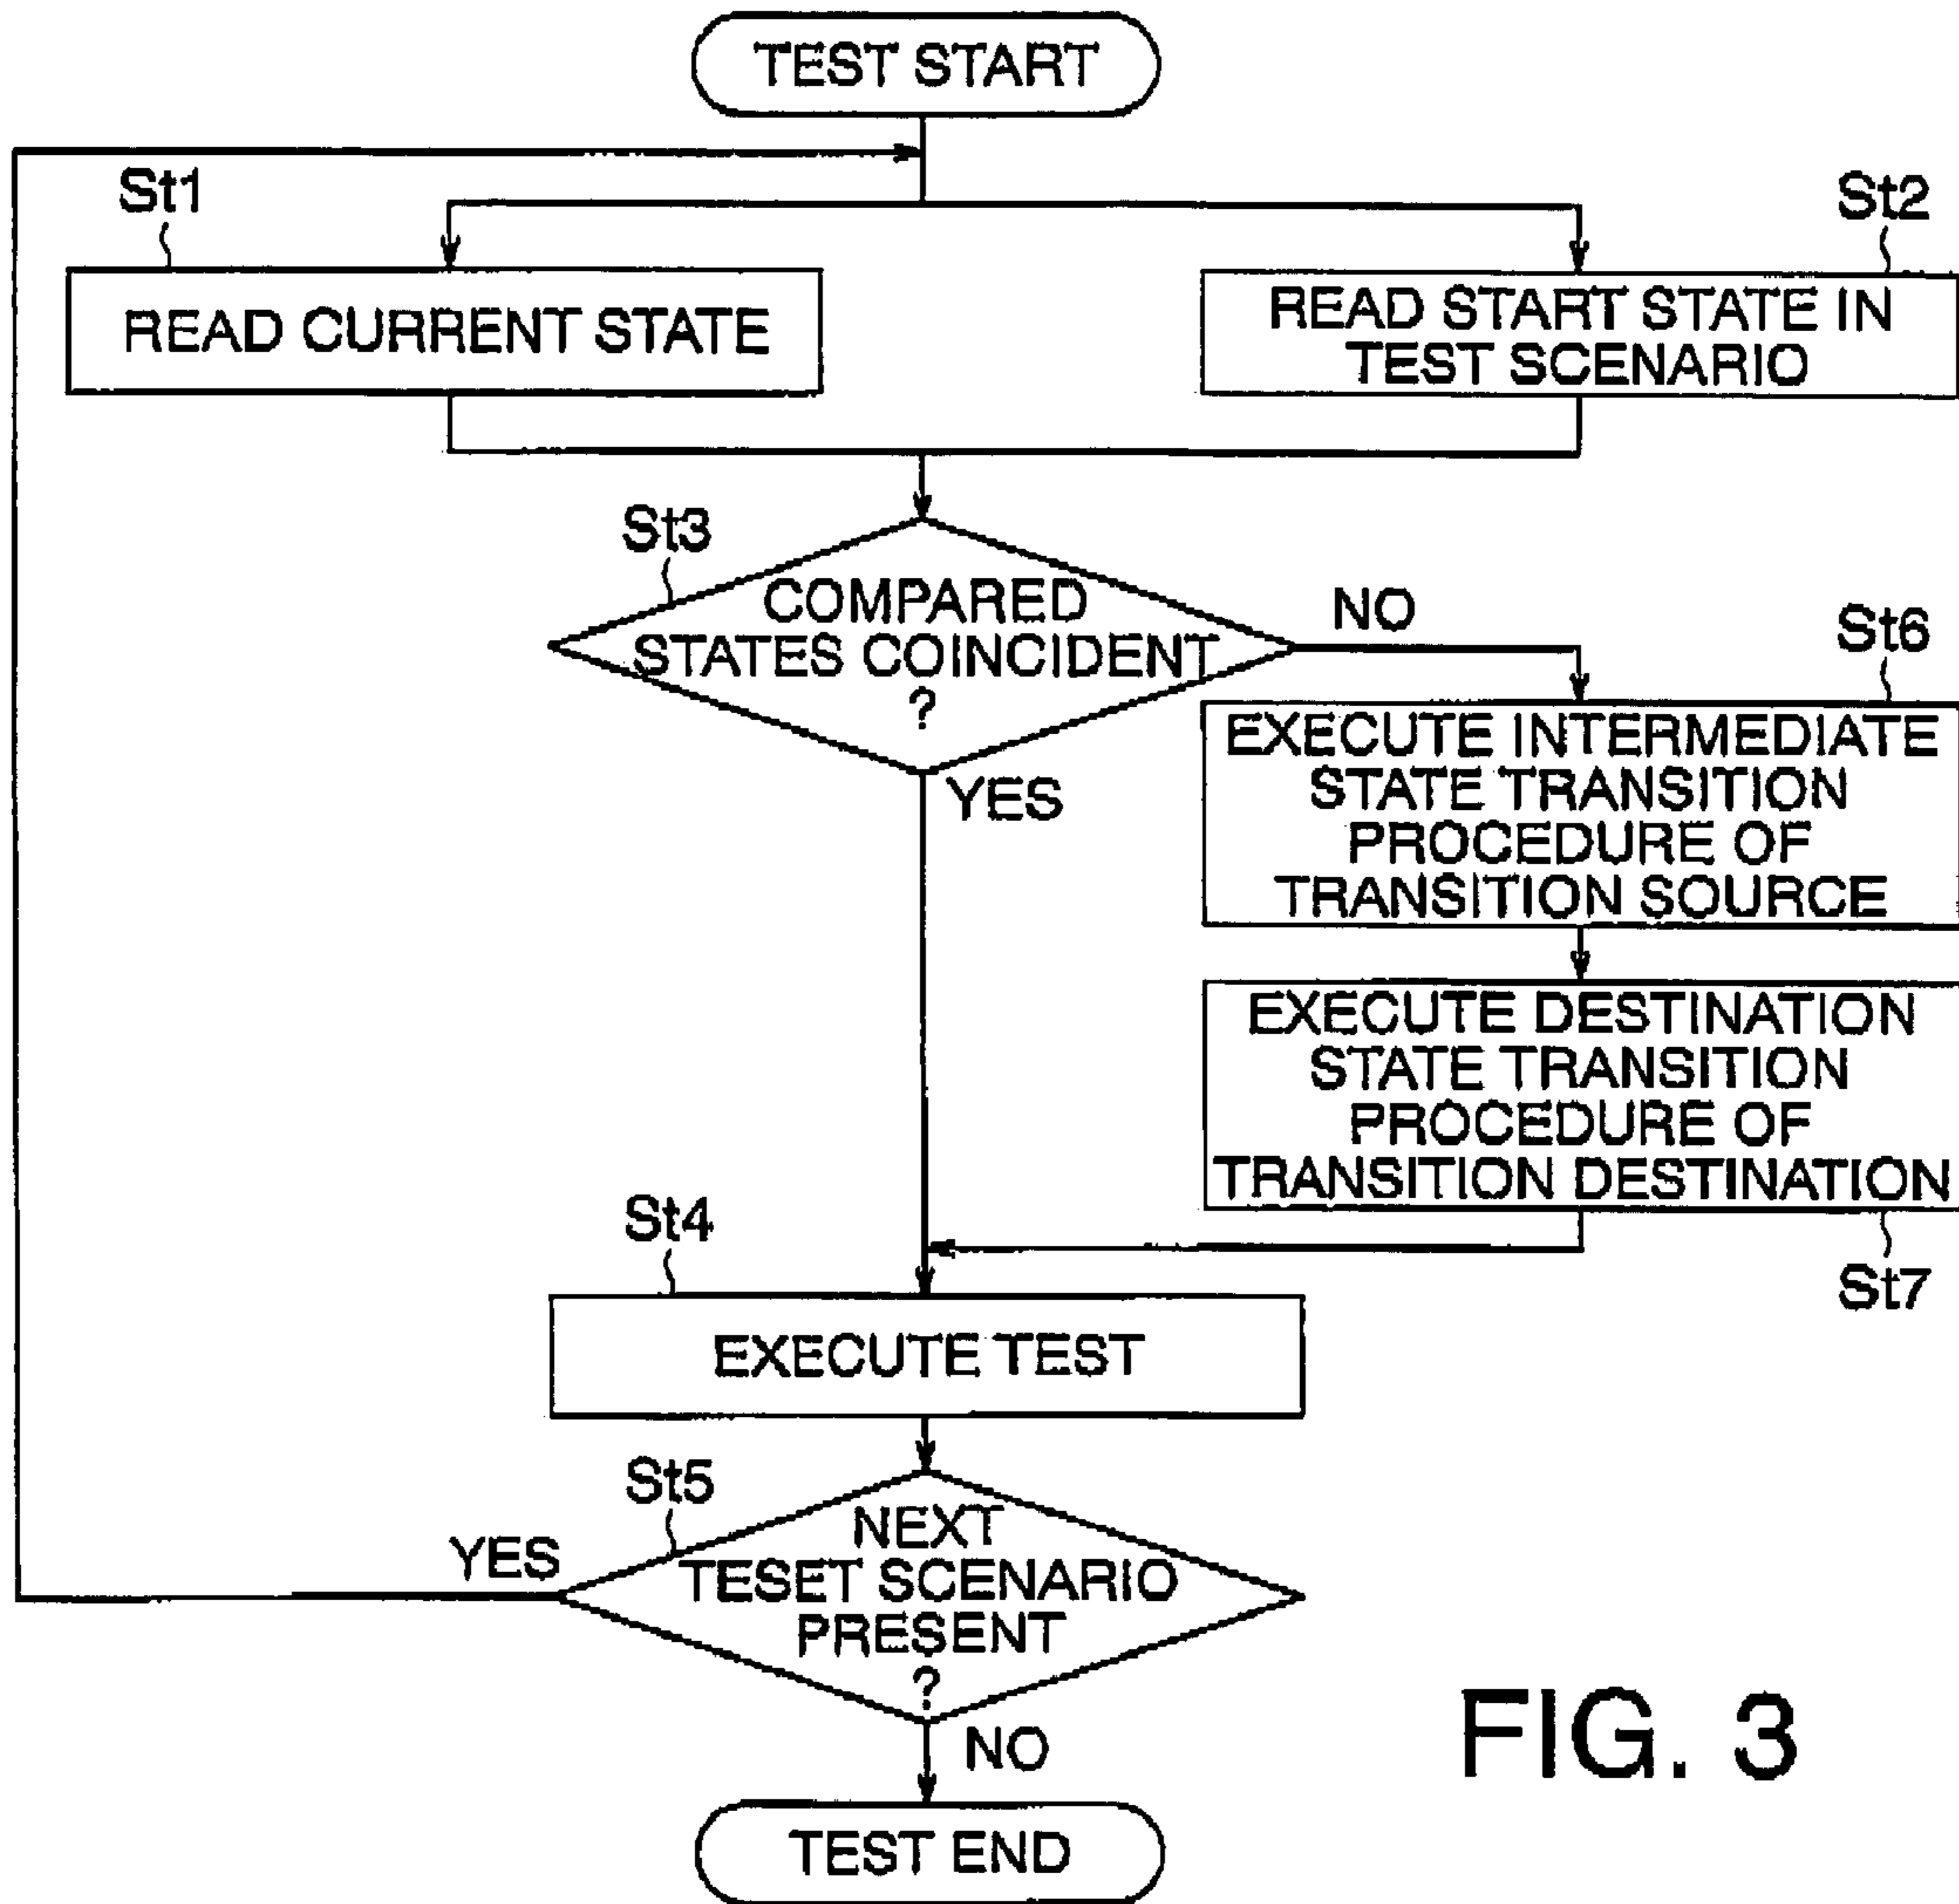 TEST START
St1
St2
READ CURRENT STATE
READ START STATE IN
TEST SCENARIO
St3
COMPARED
STATES COINCIDENT
?
NO
YES
St6
EXECUTE INTERMEDIATE
STATE TRANSITION
PROCEDURE OF
TRANSITION SOURCE
EXECUTE DESTINATION
STATE TRANSITION
PROCEDURE OF
TRANSITION DESTINATION
St7
St4
EXECUTE TEST
St5
NEXT
TESET SCENARIO
PRESENT
?
YES
NO
TEST END
FIG. 3